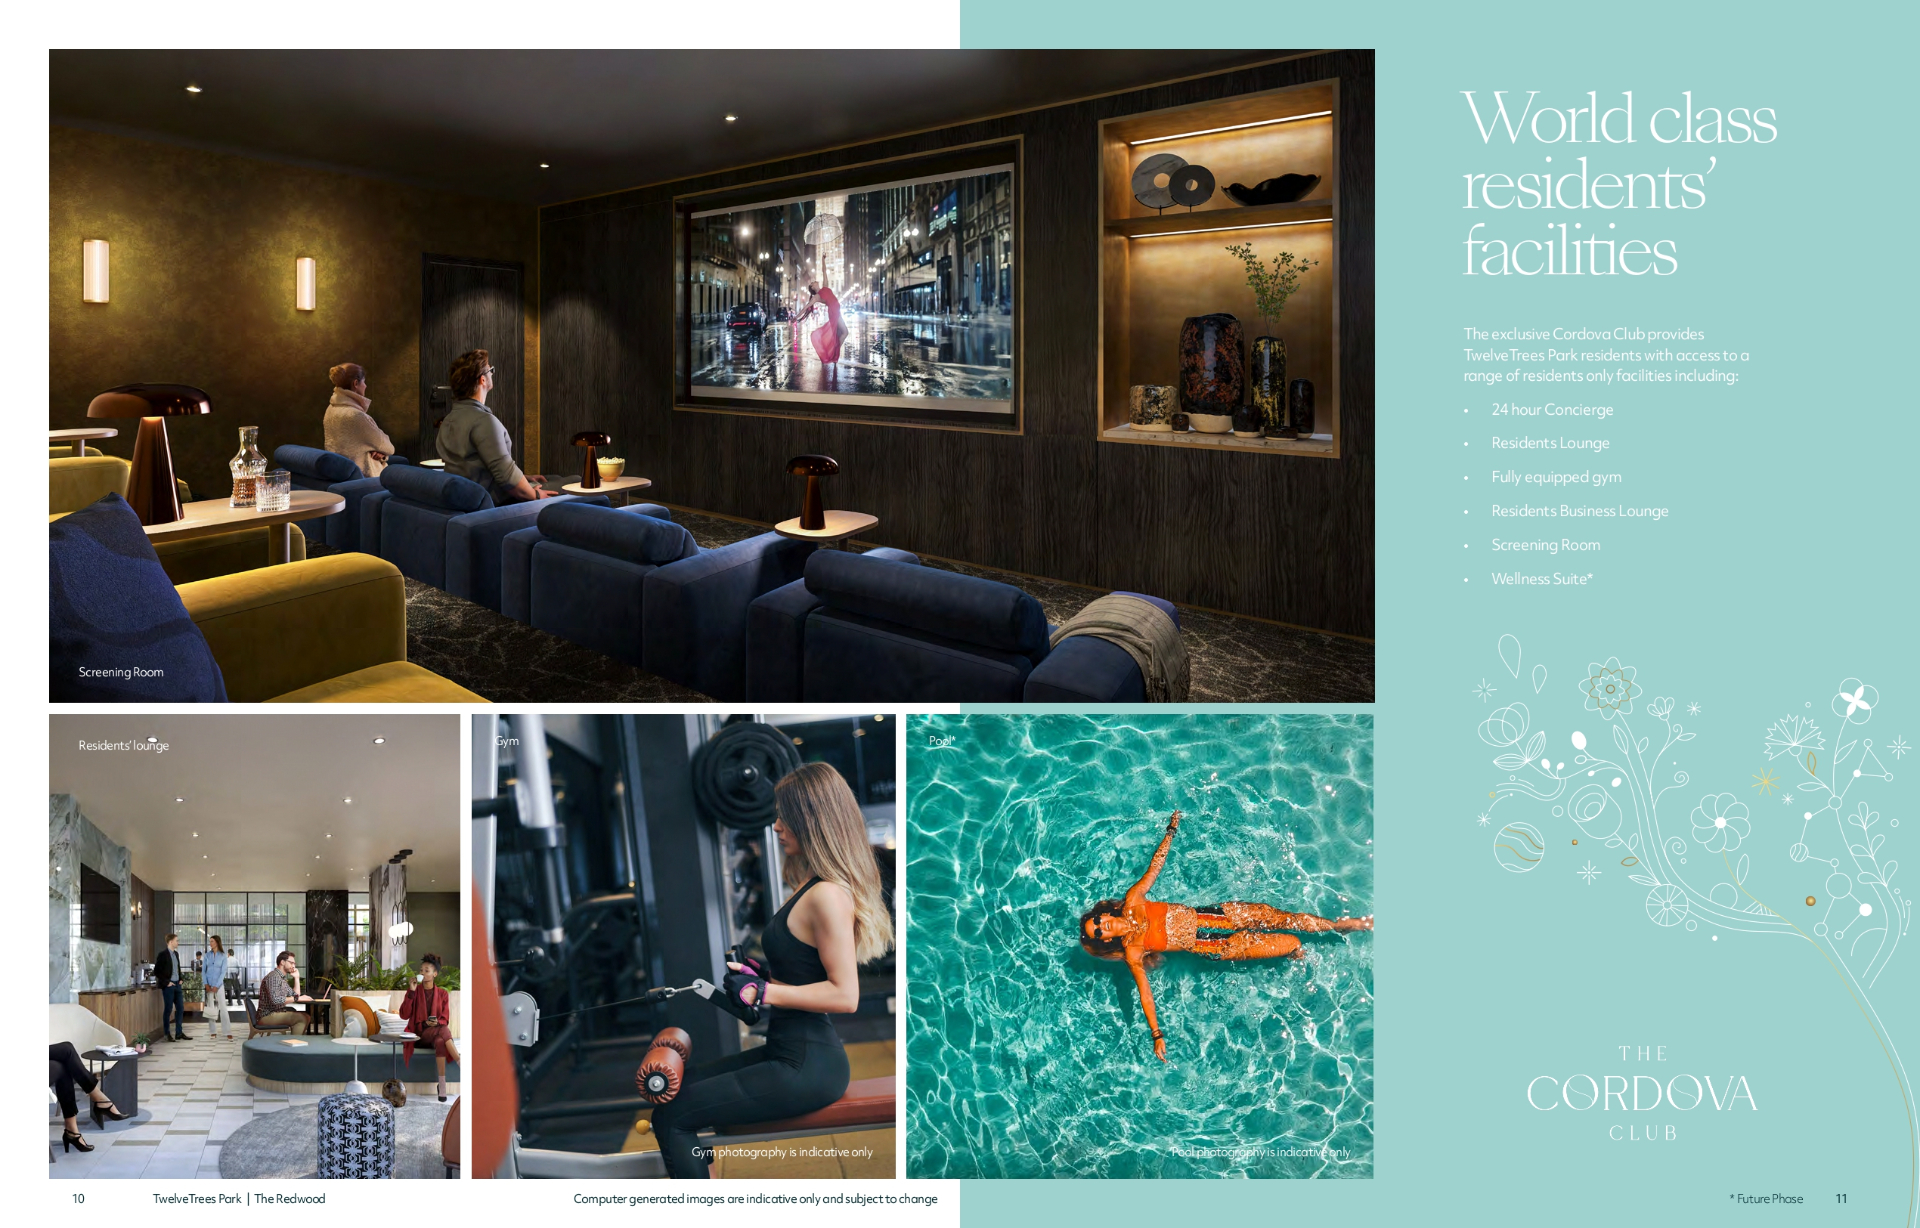 World class
residents’
facilities
The exclusive Cordova Club provides
TwelveTrees Park residents with access to a
range of residents only facilities including:
• 24 hour Concierge
• Residents Lounge
• Fully equipped gym
• Residents Business Lounge
• Screening Room
• Wellness Suite*
Screening Room
Residents’ lounge
Gym
Pool*
Gym photography is indicative only
Pool photography is indicative only
THE
CORDOVA
CLUB
10
TwelveTrees Park | The Redwood
Computer generated images are indicative only and subject to change
* Future Phase
11